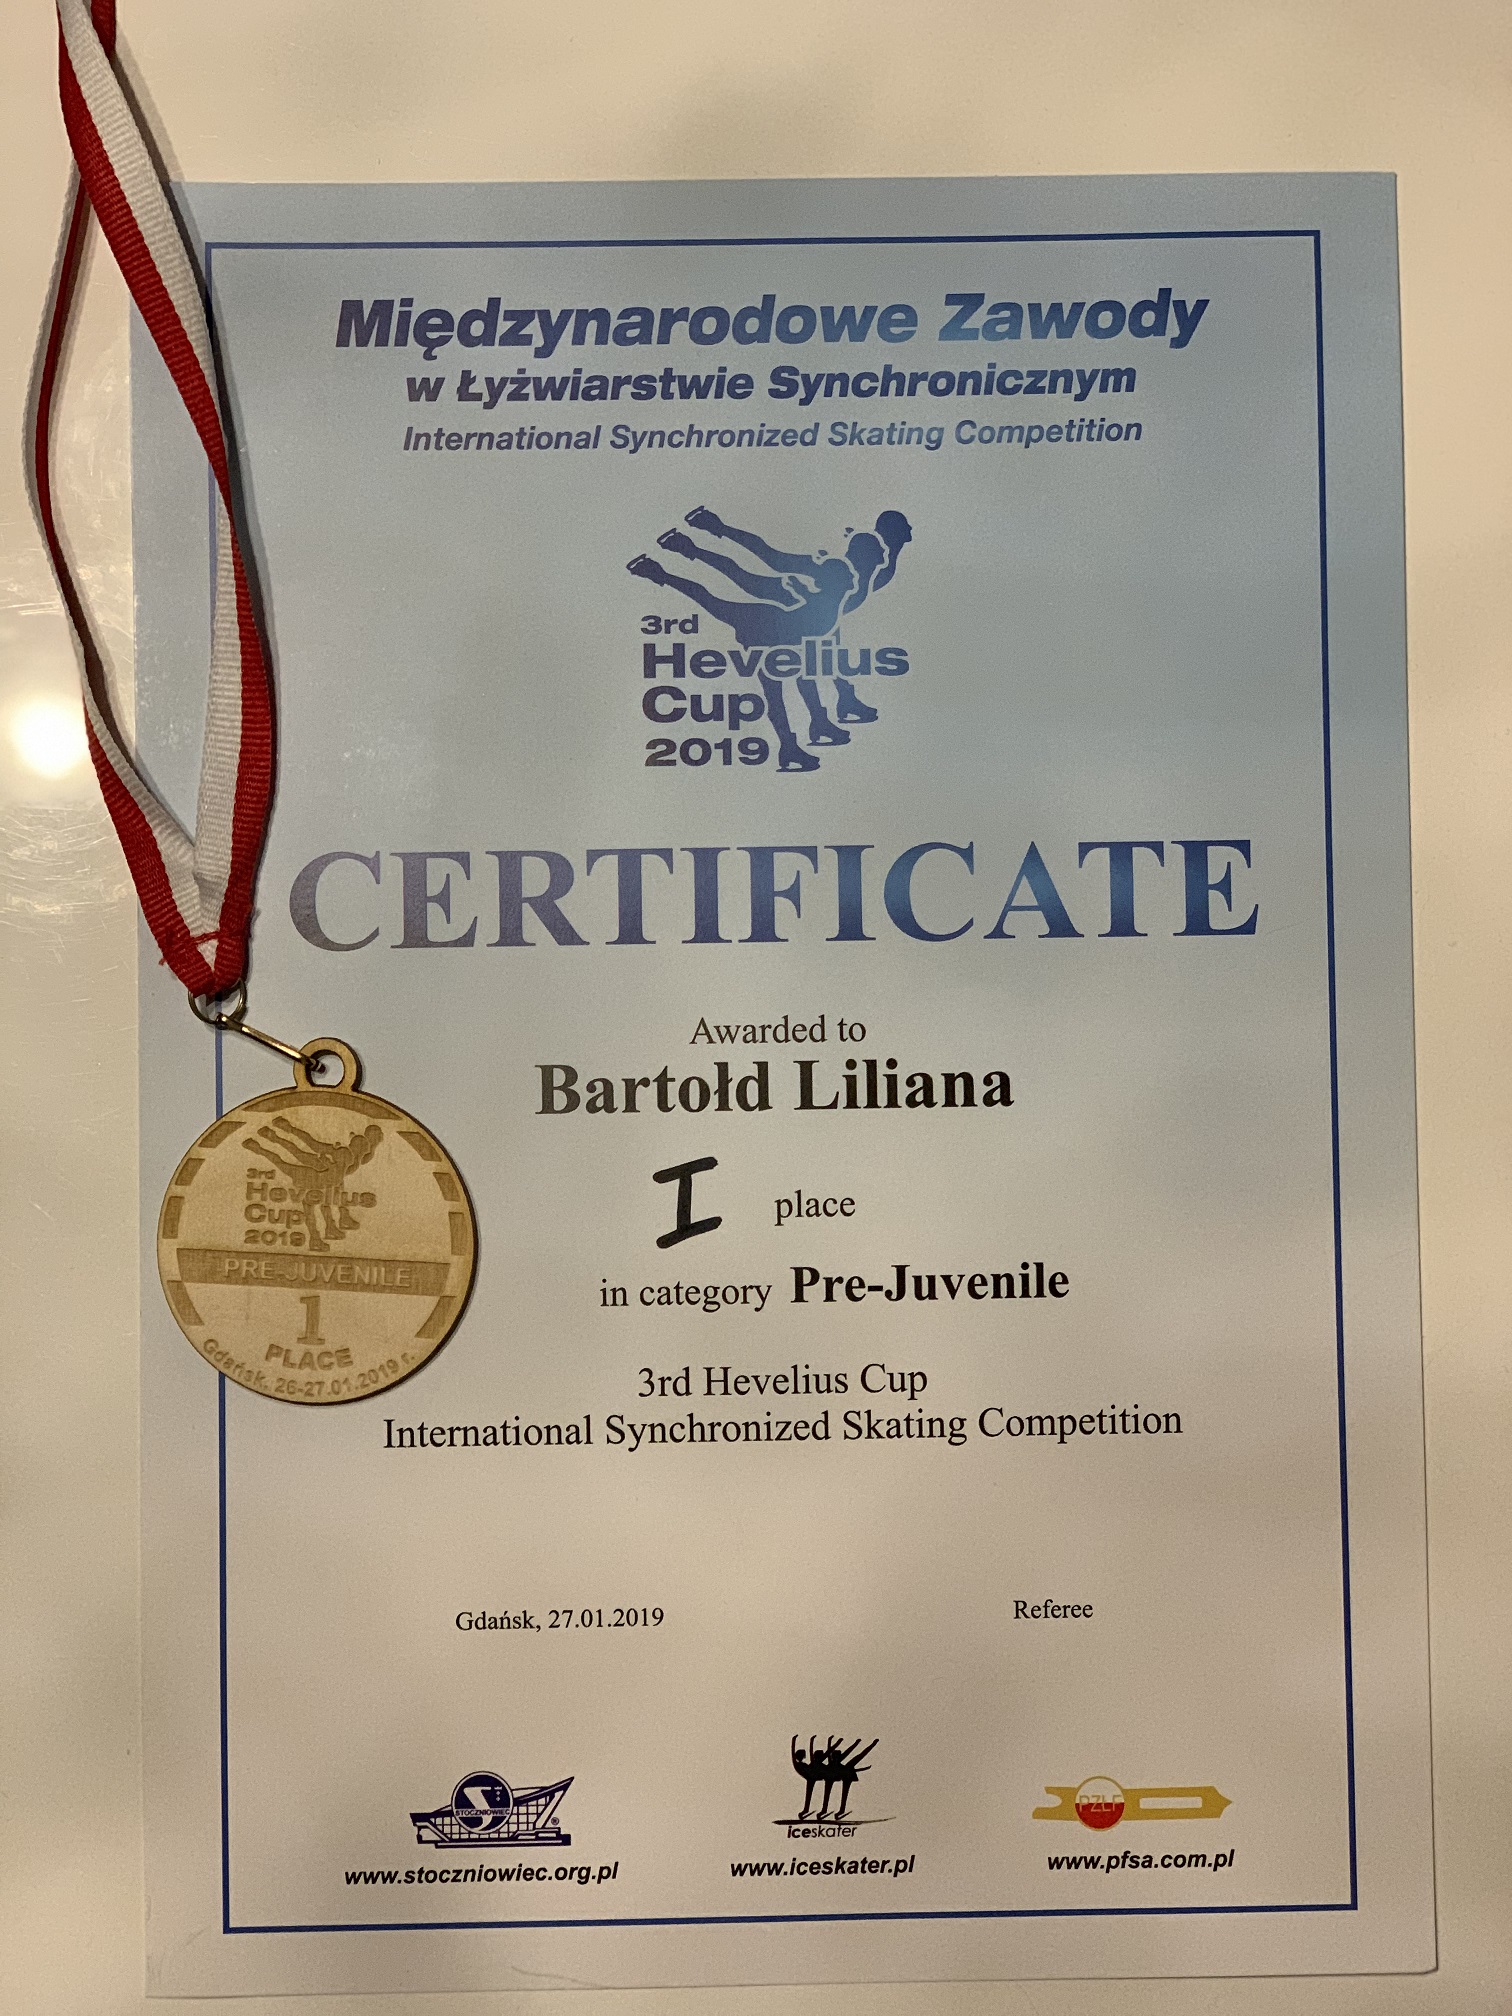 Międzynarodowe Zawody
w Łyżwiarstwie Synchronicznym
International Synchronized Skating Competition
3rd
Hevelius
Cup
2019
CERTIFICATE
Awarded to
Bartołd Liliana
I place
in category Pre-Juvenile
3rd Hevelius Cup
International Synchronized Skating Competition
Gdańsk, 27.01.2019
Referee
STOCZNIOWIEC
®
www.stoczniowiec.org.pl
iceskater
www.iceskater.pl
PZLF
www.pfsa.com.pl
3rd
Hevelius
Cup
2019
PRE-JUVENILE
1
PLACE
Gdańsk, 26-27.01.2019 r.